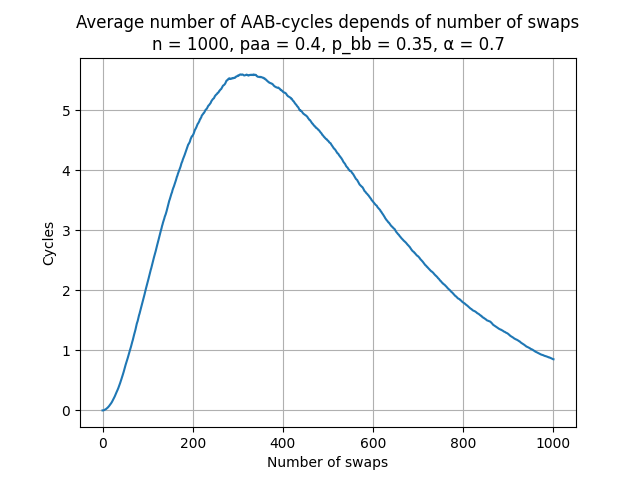 Average number of AAB-cycles depends of number of swaps
n = 1000, paa = 0.4, p_bb = 0.35, α = 0.7
5
4
3
2
1
0
Cycles
0 200 400 600 800 1000
Number of swaps